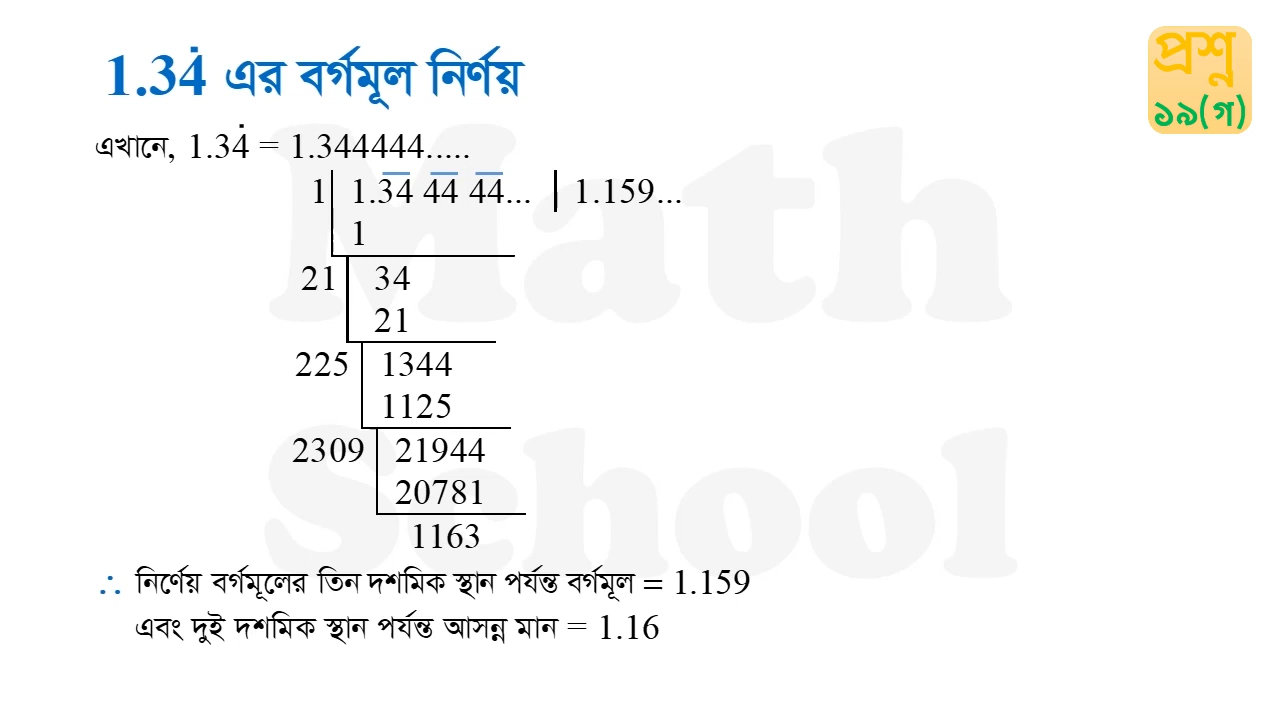 1.34̇ এর বর্গমূল নির্ণয়
প্রশ্ন
১৯(গ)
এখানে, 1.34̇ = 1.344444.....
1 1.34 44 44... 1.159...
1
21 34
21
225 1344
1125
2309 21944
20781
1163
∴ নির্ণেয় বর্গমূলের তিন দশমিক স্থান পর্যন্ত বর্গমূল = 1.159
এবং দুই দশমিক স্থান পর্যন্ত আসন্ন মান = 1.16
Math
School